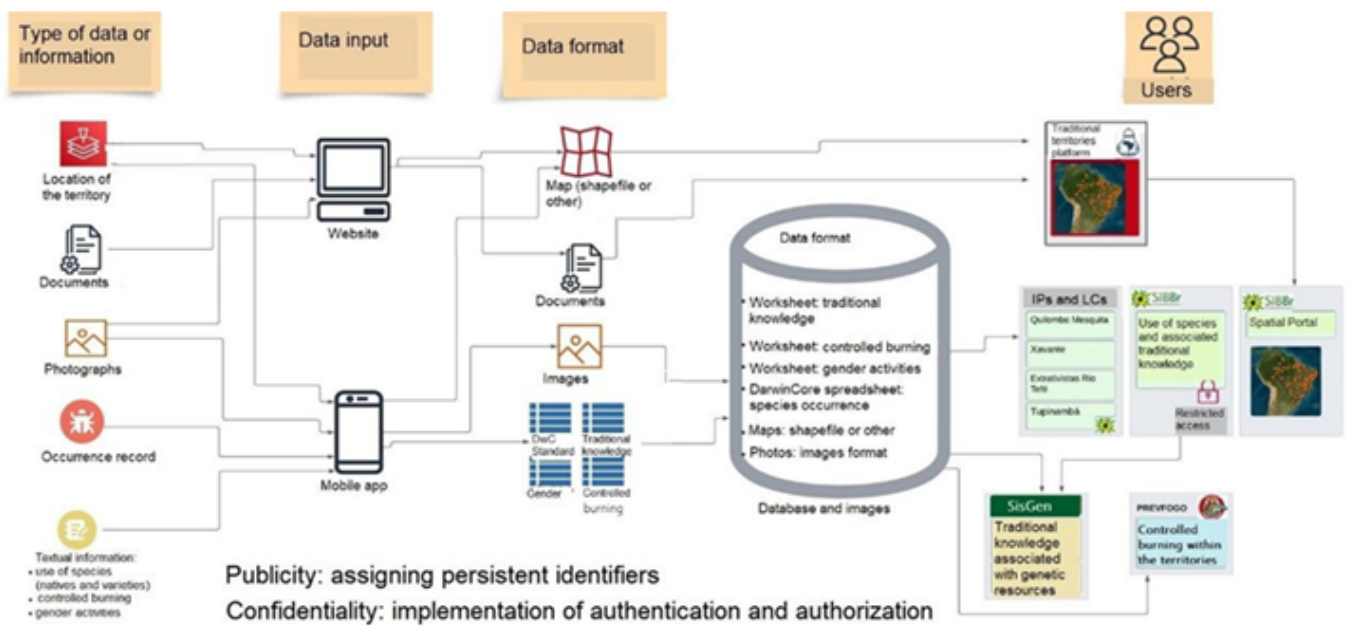 Type of data or
information
Data input
Data format
Users
Location of
the territory
Documents
Photographs
Occurrence record
Textual information:
• use of species
(natives and varieties)
• controlled burning
• gender activities
Website
Mobile app
Map (shapefile or
other)
Documents
Images
DwC
Standard
Traditional
knowledge
Gender
Controlled
burning
Data format
• Worksheet: traditional
knowledge
• Worksheet: controlled burning
• Worksheet: gender activities
• DarwinCore spreadsheet:
species occurrence
• Maps: shapefile or other
• Photos: images format
Database and images
Traditional
territories
platform
IPs and LCs
Quilombo Mesquita
Xavante
Extrativistas Rio
Tefé
Tupinambá
SiBBr
Use of species
and associated
traditional
knowledge
Restricted
access
SiBBr
Spatial Portal
SisGen
Traditional
knowledge
associated
with genetic
resources
PREVFOGO
Controlled
burning within
the territories
Publicity: assigning persistent identifiers
Confidentiality: implementation of authentication and authorization